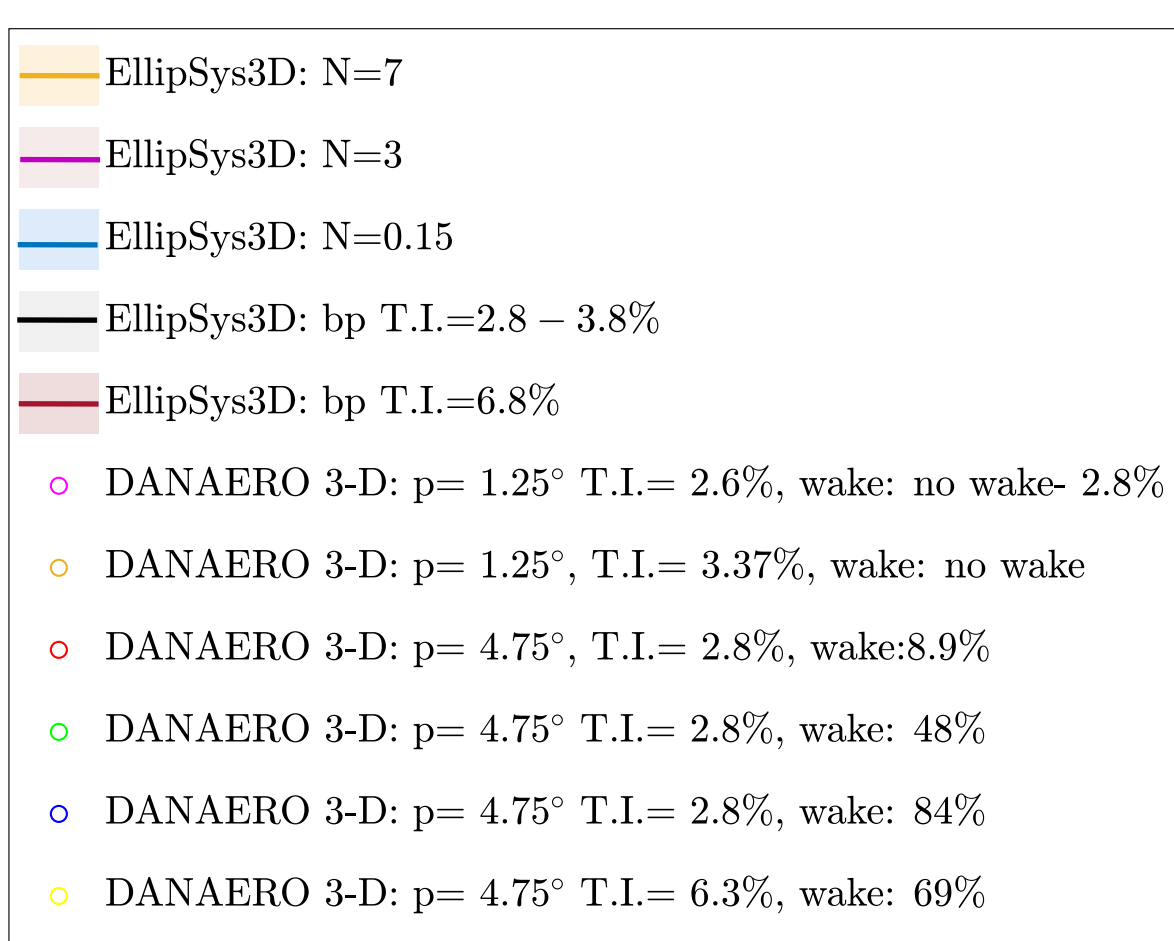 EllipSys3D: N=7
EllipSys3D: N=3
EllipSys3D: N=0.15
EllipSys3D: bp T.I.=2.8 – 3.8%
EllipSys3D: bp T.I.=6.8%
DANAERO 3-D: p= 1.25° T.I.= 2.6%, wake: no wake- 2.8%
DANAERO 3-D: p= 1.25°, T.I.= 3.37%, wake: no wake
DANAERO 3-D: p= 4.75°, T.I.= 2.8%, wake:8.9%
DANAERO 3-D: p= 4.75° T.I.= 2.8%, wake: 48%
DANAERO 3-D: p= 4.75° T.I.= 2.8%, wake: 84%
DANAERO 3-D: p= 4.75° T.I.= 6.3%, wake: 69%